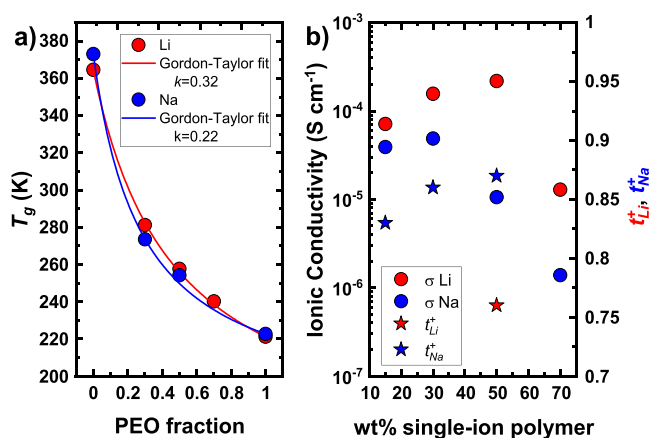 a)
380
360
340
320
300
280
260
240
220
200
T_g (K)
0
0.2
0.4
0.6
0.8
1
PEO fraction
Li
Gordon-Taylor fit
k=0.32
Na
Gordon-Taylor fit
k=0.22
b)
10⁻³
10⁻⁴
10⁻⁵
10⁻⁶
10⁻⁷
Ionic Conductivity (S cm⁻¹)
10
20
30
40
50
60
70
wt% single-ion polymer
σ Li
σ Na
t⁺_Li
t⁺_Na
1
0.95
0.9
0.85
0.8
0.75
0.7
t⁺_Li, t⁺_Na